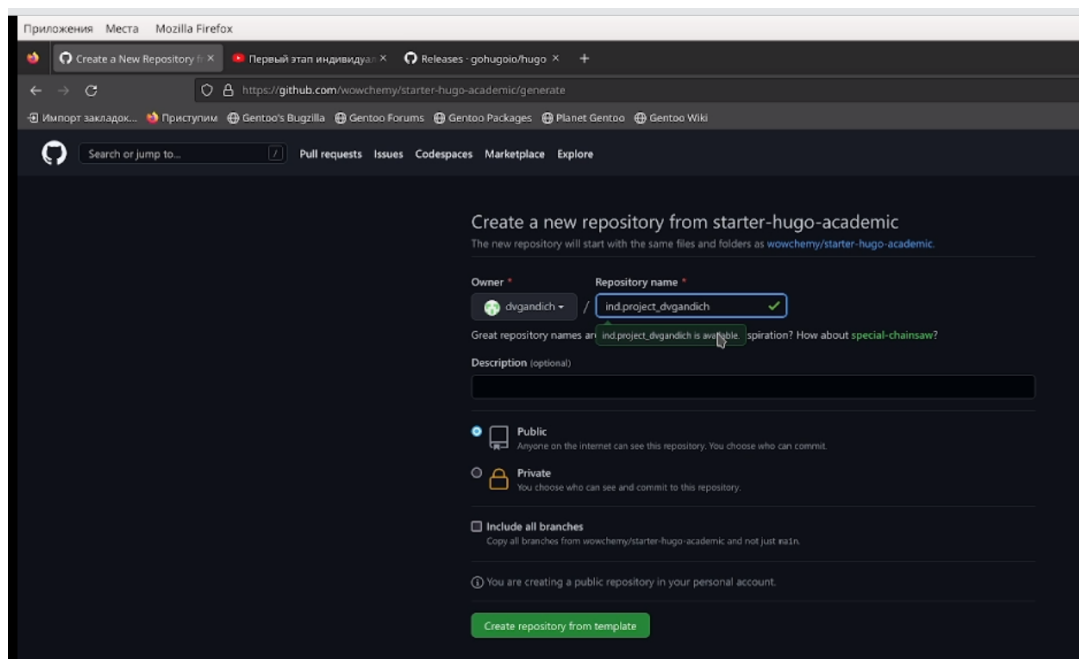 Приложения Места Mozilla Firefox
Create a New Repository f × Первый этап индивидуал × Releases · gohugoio/hugo × +
https://github.com/wowchemy/starter-hugo-academic/generate
Импорт закладок... Приступим Gentoo's Bugzilla Gentoo Forums Gentoo Packages Planet Gentoo Gentoo Wiki
Search or jump to... / Pull requests Issues Codespaces Marketplace Explore
Create a new repository from starter-hugo-academic
The new repository will start with the same files and folders as wowchemy/starter-hugo-academic.
Owner * Repository name *
dvgandich / ind.project_dvgandich
Great repository names ar ind.project_dvgandich is available. spiration? How about special-chainsaw?
Description (optional)
Public
Anyone on the internet can see this repository. You choose who can commit.
Private
You choose who can see and commit to this repository.
Include all branches
Copy all branches from wowchemy/starter-hugo-academic and not just main.
You are creating a public repository in your personal account.
Create repository from template